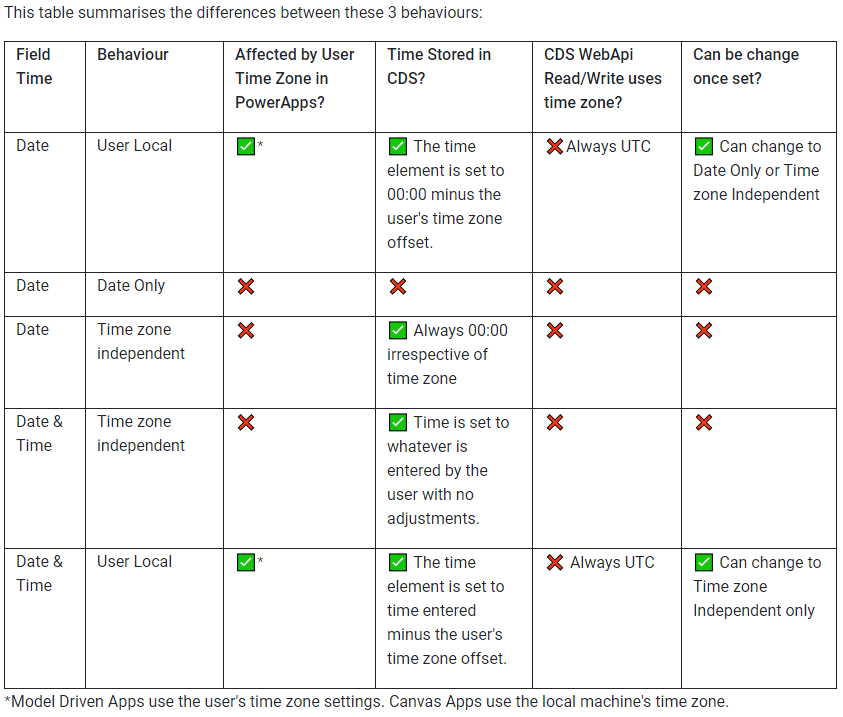 This table summarises the differences between these 3 behaviours:
Field Time
Behaviour
Affected by User Time Zone in PowerApps?
Time Stored in CDS?
CDS WebApi Read/Write uses time zone?
Can be change once set?
Date
User Local
✅*
✅ The time element is set to 00:00 minus the user's time zone offset.
❌Always UTC
✅ Can change to Date Only or Time zone Independent
Date
Date Only
❌
❌
❌
❌
Date
Time zone independent
❌
✅ Always 00:00 irrespective of time zone
❌
❌
Date & Time
Time zone independent
❌
✅ Time is set to whatever is entered by the user with no adjustments.
❌
❌
Date & Time
User Local
✅*
✅ The time element is set to time entered minus the user's time zone offset.
❌ Always UTC
✅ Can change to Time zone Independent only
*Model Driven Apps use the user's time zone settings. Canvas Apps use the local machine's time zone.